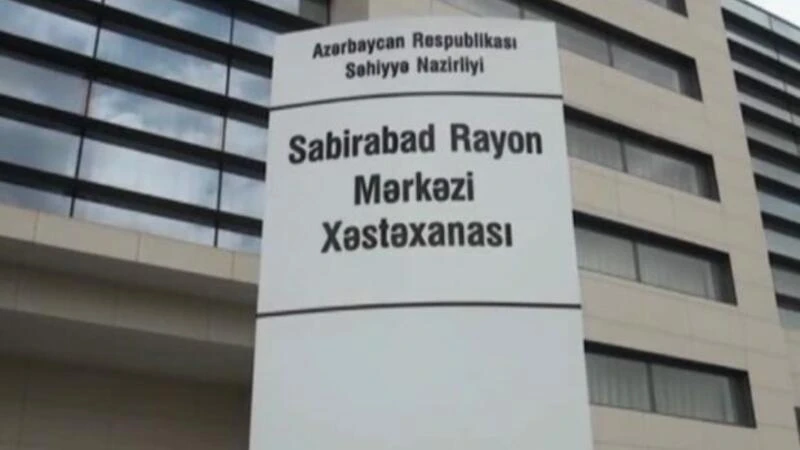 Azərbaycan Respublikası
Səhiyyə Nazirliyi
Sabirabad Rayon
Mərkəzi
Xəstəxanası